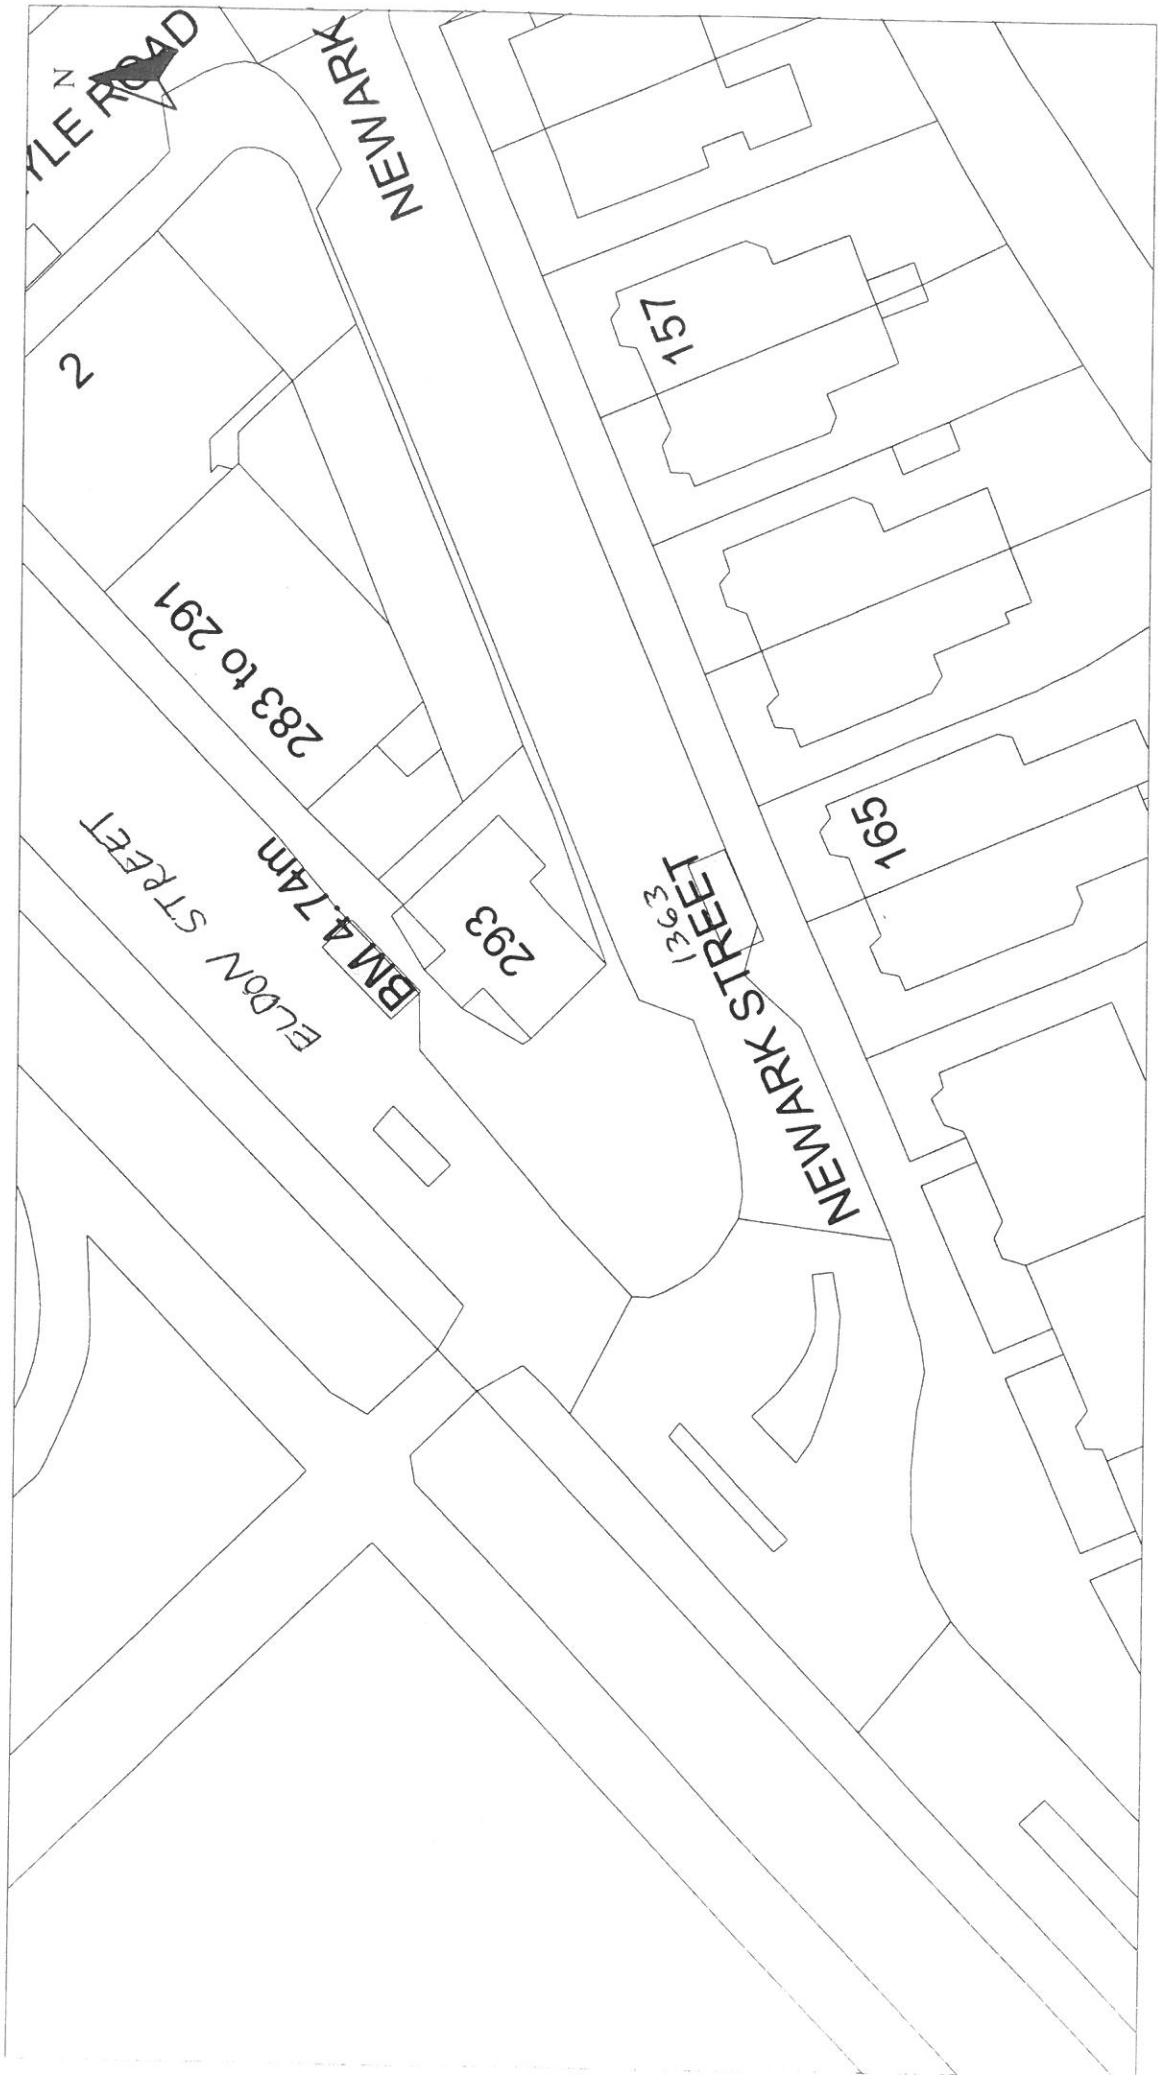 N
YLE ROAD
NEWARK
2
157
283 to 291
ELDON STREET
BM 4.74m
293
165
1363
NEWARK STREET